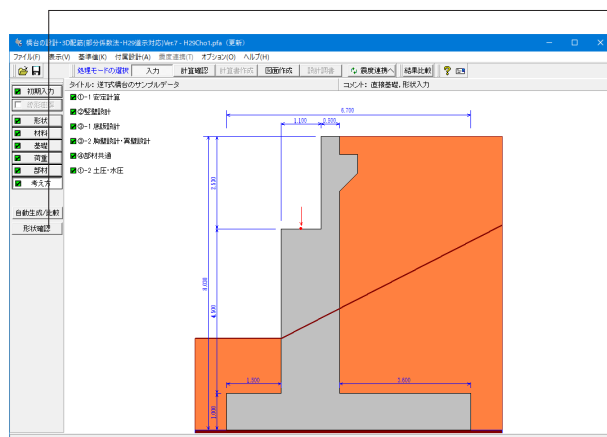 橋台の設計・3D配筋(部分係数法・H29道示対応)Ver.7 - H29Cho1.pfa (更新)
ファイル(F) 表示(V) 基準値(K) 付属設計(A) 震度連携(T) オプション(O) ヘルプ(H)
処理モードの選択 入力 計算確認 計算書作成 図面作成 設計調書 震度連携へ 結果比較
タイトル: 逆T式橋台のサンプルデータ
コメント: 直接基礎, 形状入力
初期入力
形状
材料
基礎
荷重
部材
考え方
自動生成/比較
形状確認
①-1 安定計算
②竪壁設計
③-1 底版設計
③-2 胸壁設計・翼壁設計
④部材共通
①-2 土圧・水圧
6.700
1.100
2.500
8.000
4.500
1.500
3.600
1.000